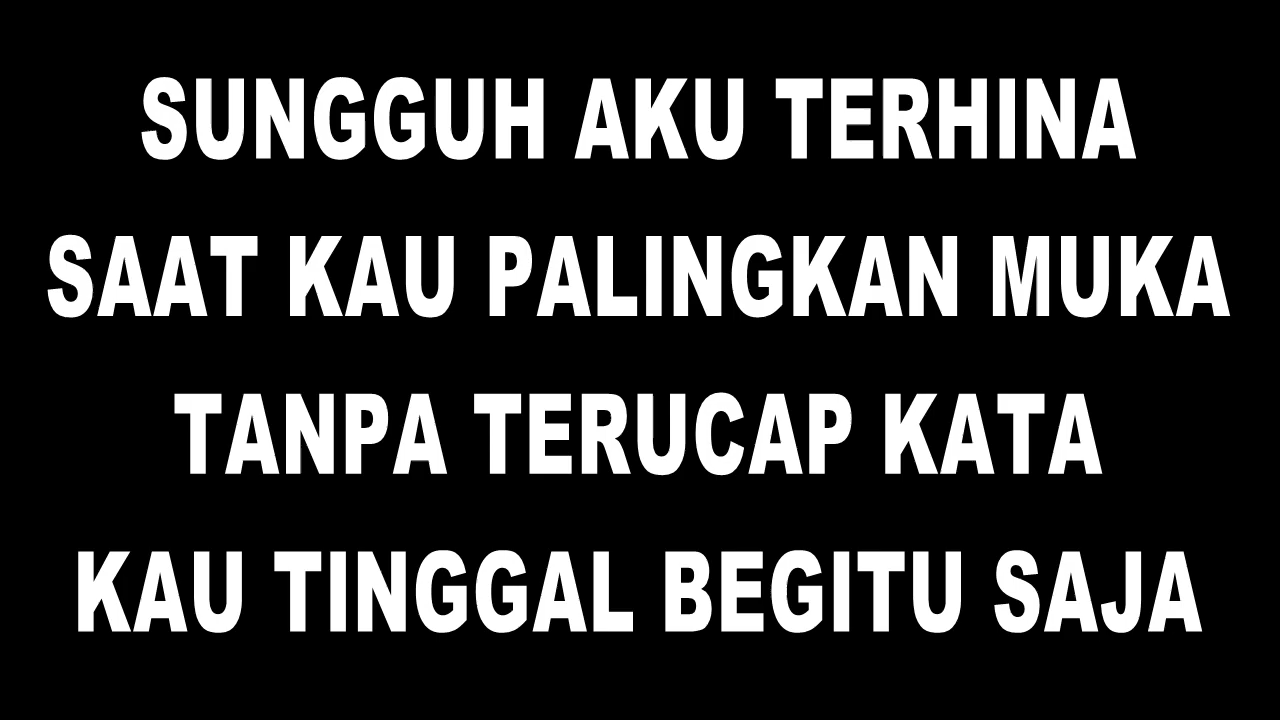 SUNGGUH AKU TERHINA
SAAT KAU PALINGKAN MUKA
TANPA TERUCAP KATA
KAU TINGGAL BEGITU SAJA